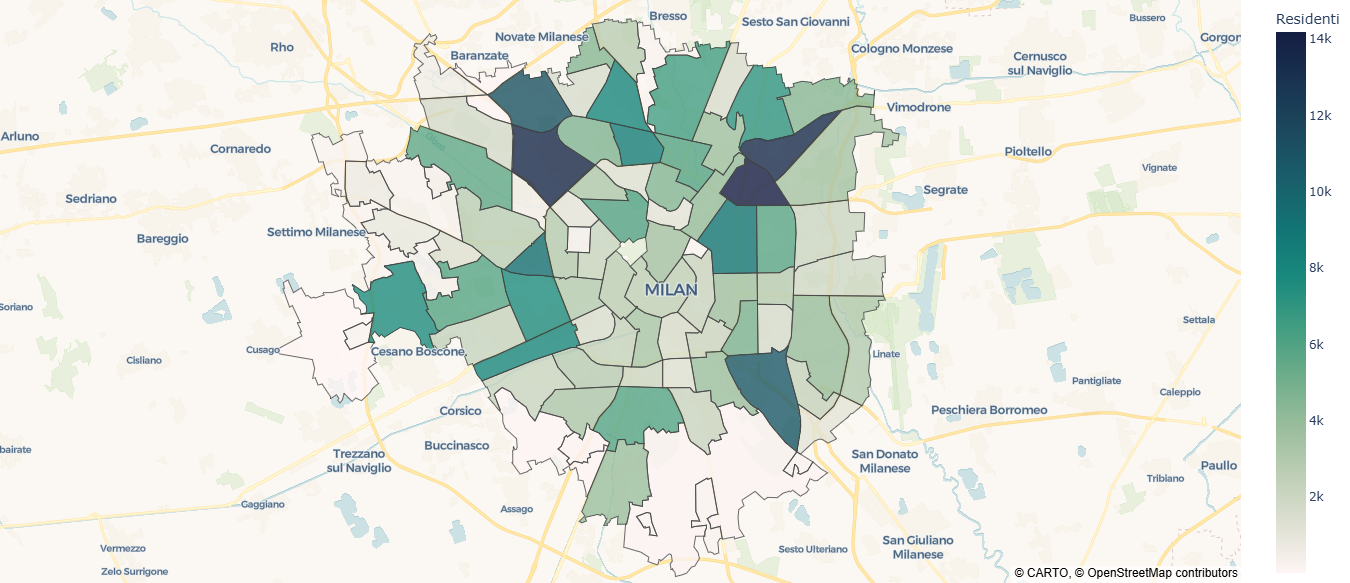 Bresso
Sesto San Giovanni
Bussero
Residenti
Novate Milanese
Rho
Baranzate
Cologno Monzese
Gorgon
14k
Cernusco
sul Naviglio
Vimodrone
12k
Arluno
Cornaredo
Pioltello
Vignate
Segrate
10k
Sedriano
Settimo Milanese
Bareggio
8k
MILAN
Soriano
Settala
Cusago
Cesano Boscone
Linate
6k
Cisliano
Pantigliate
Caleppio
Corsico
Peschiera Borromeo
4k
Buccinasco
bairate
Trezzano
sul Naviglio
San Donato
Milanese
Paullo
Tribiano
2k
Gaggiano
Assago
Vermezzo
Sesto Ulteriano
San Giuliano
Milanese
Zelo Surrigone
© CARTO, © OpenStreetMap contributors